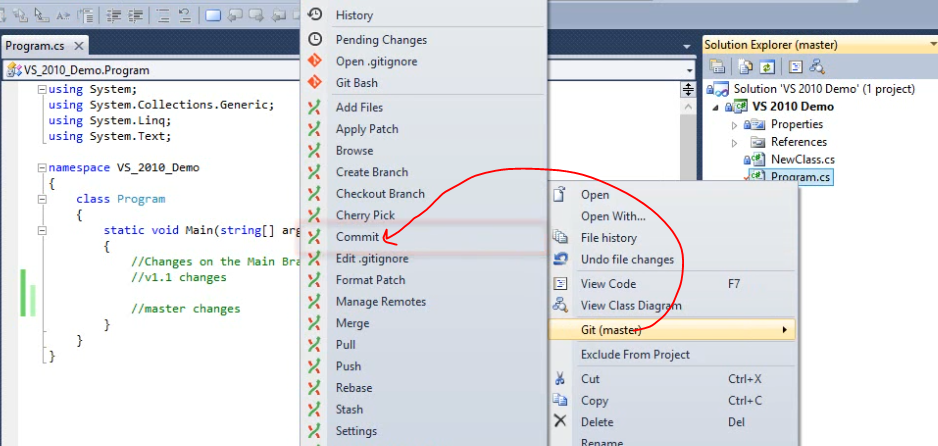 Program.cs
VS_2010_Demo.Program
using System;
using System.Collections.Generic;
using System.Linq;
using System.Text;
namespace VS_2010_Demo
{
class Program
{
static void Main(string[] arg
{
//Changes on the Main Bra
//v1.1 changes
//master changes
}
}
}
History
Pending Changes
Open .gitignore
Git Bash
Add Files
Apply Patch
Browse
Create Branch
Checkout Branch
Cherry Pick
Commit
Edit .gitignore
Format Patch
Manage Remotes
Merge
Pull
Push
Rebase
Stash
Settings
Solution Explorer (master)
Solution 'VS 2010 Demo' (1 project)
VS 2010 Demo
Properties
References
NewClass.cs
Program.cs
Open
Open With...
File history
Undo file changes
View Code F7
View Class Diagram
Git (master)
Exclude From Project
Cut Ctrl+X
Copy Ctrl+C
Delete Del
Rename